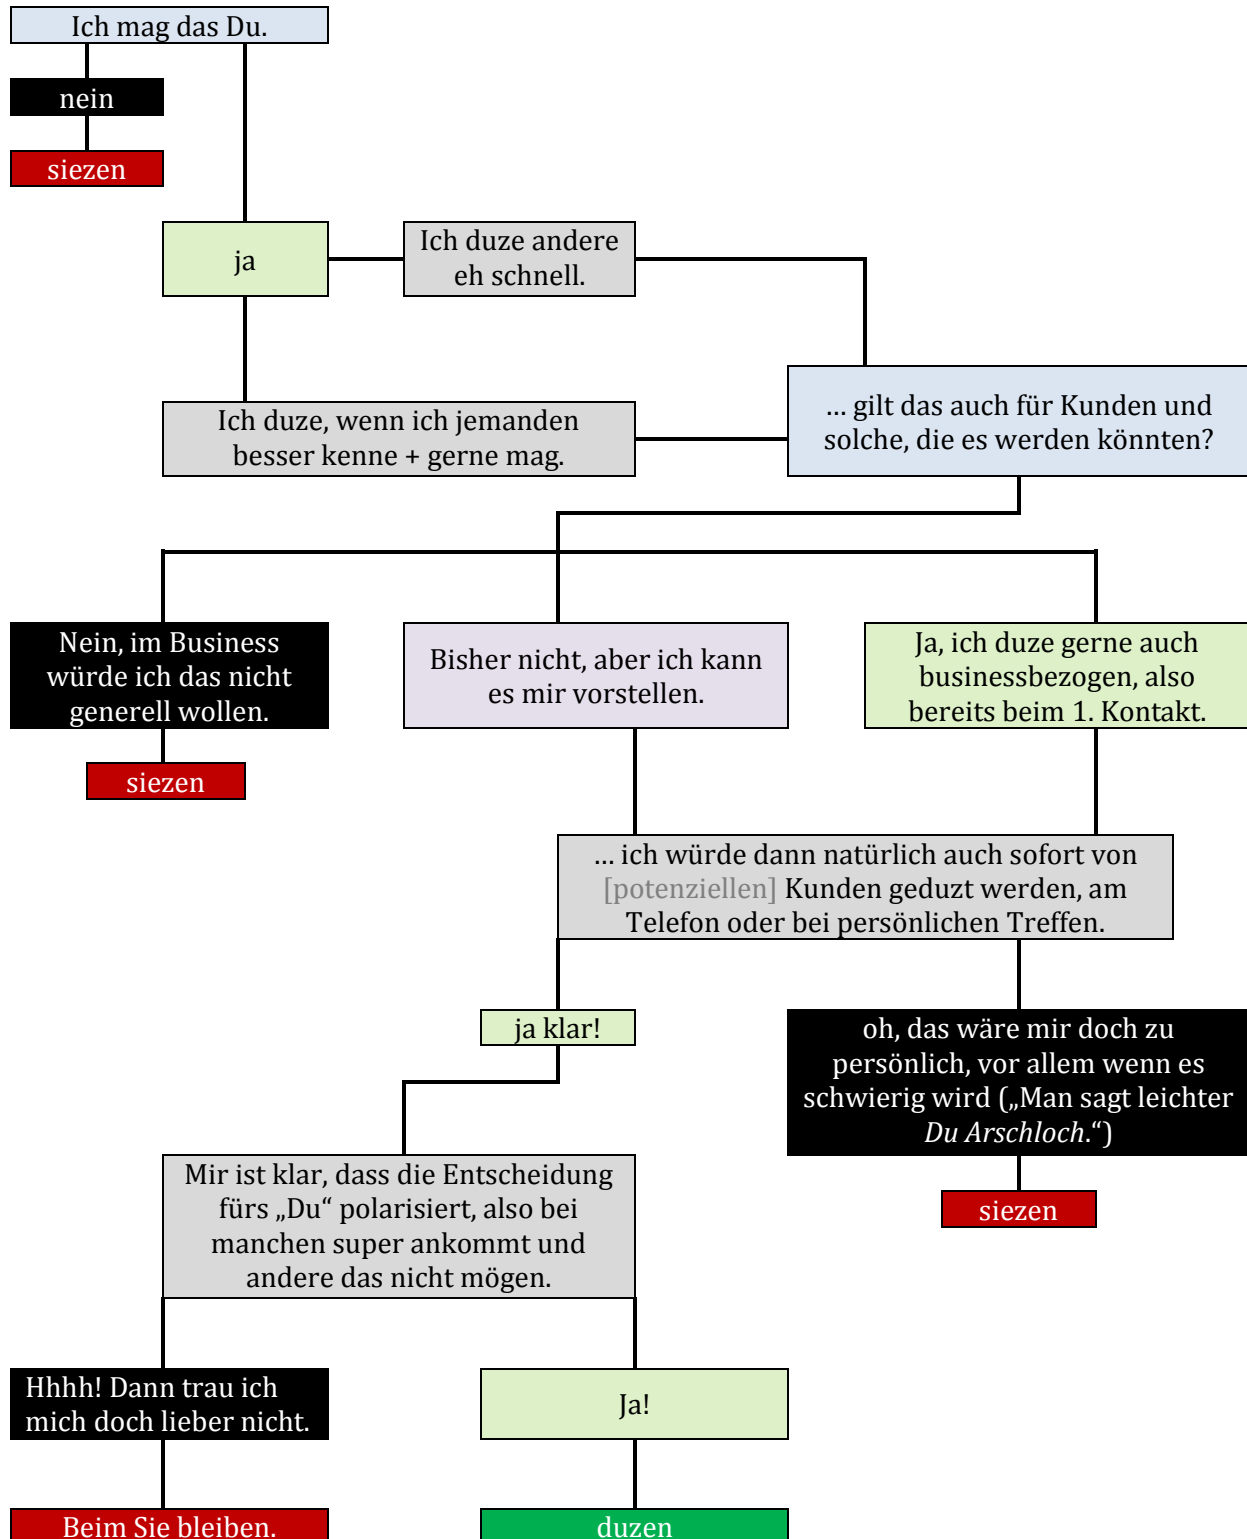 Ich mag das Du.
nein
siezen
ja
Ich duze andere
eh schnell.
Ich duze, wenn ich jemanden
besser kenne + gerne mag.
… gilt das auch für Kunden und
solche, die es werden könnten?
Nein, im Business
würde ich das nicht
generell wollen.
siezen
Bisher nicht, aber ich kann
es mir vorstellen.
Ja, ich duze gerne auch
businessbezogen, also
bereits beim 1. Kontakt.
… ich würde dann natürlich auch sofort von
[potenziellen] Kunden geduzt werden, am
Telefon oder bei persönlichen Treffen.
ja klar!
oh, das wäre mir doch zu
persönlich, vor allem wenn es
schwierig wird („Man sagt leichter
Du Arschloch.“)
siezen
Mir ist klar, dass die Entscheidung
fürs „Du“ polarisiert, also bei
manchen super ankommt und
andere das nicht mögen.
Hhhh! Dann trau ich
mich doch lieber nicht.
Beim Sie bleiben.
Ja!
duzen